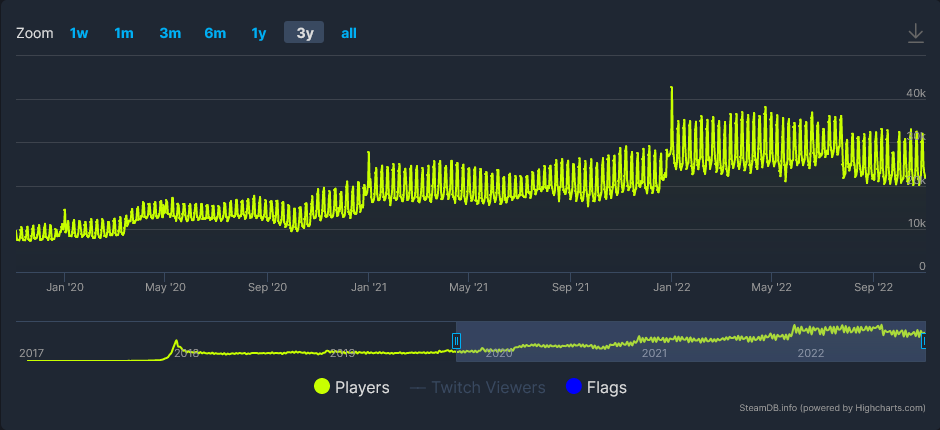 Zoom 1w 1m 3m 6m 1y 3y all
40k
30k
20k
10k
0
Jan '20 May '20 Sep '20 Jan '21 May '21 Sep '21 Jan '22 May '22 Sep '22
2017 2018 2019 2020 2021 2022
Players Twitch Viewers Flags
SteamDB.info (powered by Highcharts.com)